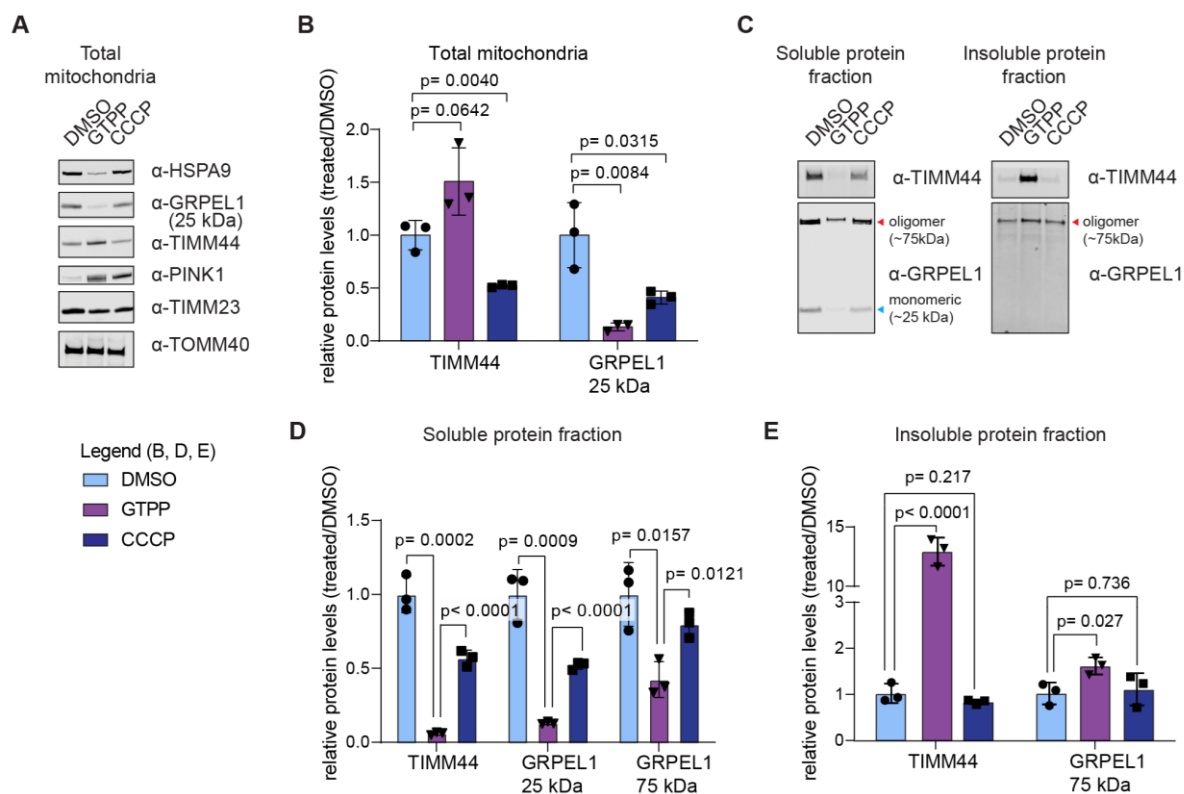 A
Total
mitochondria
DMSO
GTPP
CCCP
α-HSPA9
α-GRPEL1
(25 kDa)
α-TIMM44
α-PINK1
α-TIMM23
α-TOMM40
B
Total mitochondria
p= 0.0040
p= 0.0642
p= 0.0315
p= 0.0084
relative protein levels (treated/DMSO)
2.0
1.5
1.0
0.5
0.0
TIMM44
GRPEL1
25 kDa
C
Soluble protein
fraction
DMSO
GTPP
CCCP
α-TIMM44
oligomer
(~75kDa)
α-GRPEL1
monomeric
(~25 kDa)
Insoluble protein
fraction
DMSO
GTPP
CCCP
α-TIMM44
oligomer
(~75kDa)
α-GRPEL1
Legend (B, D, E)
DMSO
GTPP
CCCP
D
Soluble protein fraction
relative protein levels (treated/DMSO)
1.5
1.0
0.5
0.0
p= 0.0002
p< 0.0001
p= 0.0009
p< 0.0001
p= 0.0157
p= 0.0121
TIMM44
GRPEL1
25 kDa
GRPEL1
75 kDa
E
Insoluble protein fraction
relative protein levels (treated/DMSO)
p= 0.217
p< 0.0001
p= 0.736
p= 0.027
15
10
3
2
1
0
TIMM44
GRPEL1
75 kDa